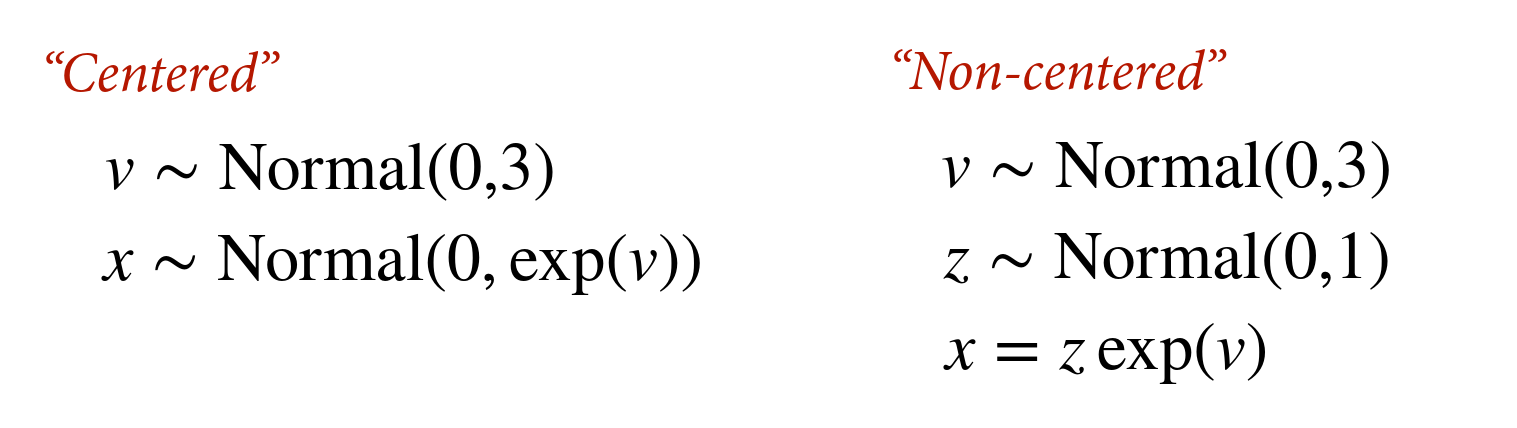 “Centered”
v ∼ Normal(0,3)
x ∼ Normal(0, exp(v))
“Non-centered”
v ∼ Normal(0,3)
z ∼ Normal(0,1)
x = z exp(v)